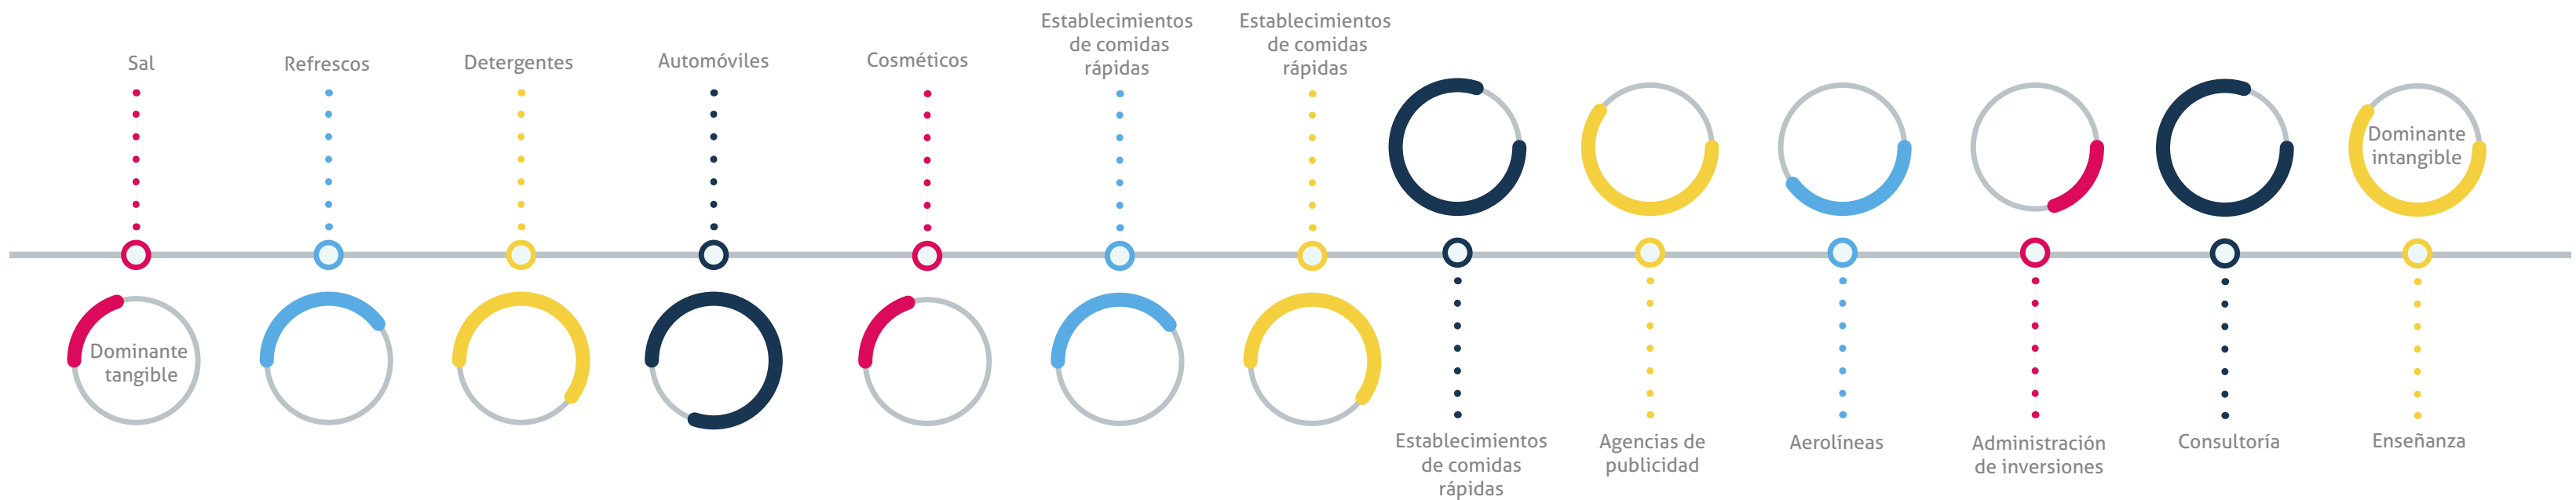 Sal
Refrescos
Detergentes
Automóviles
Cosméticos
Establecimientos
de comidas
rápidas
Establecimientos
de comidas
rápidas
Dominante
tangible
Dominante
intangible
Establecimientos
de comidas
rápidas
Agencias de
publicidad
Aerolíneas
Administración
de inversiones
Consultoría
Enseñanza